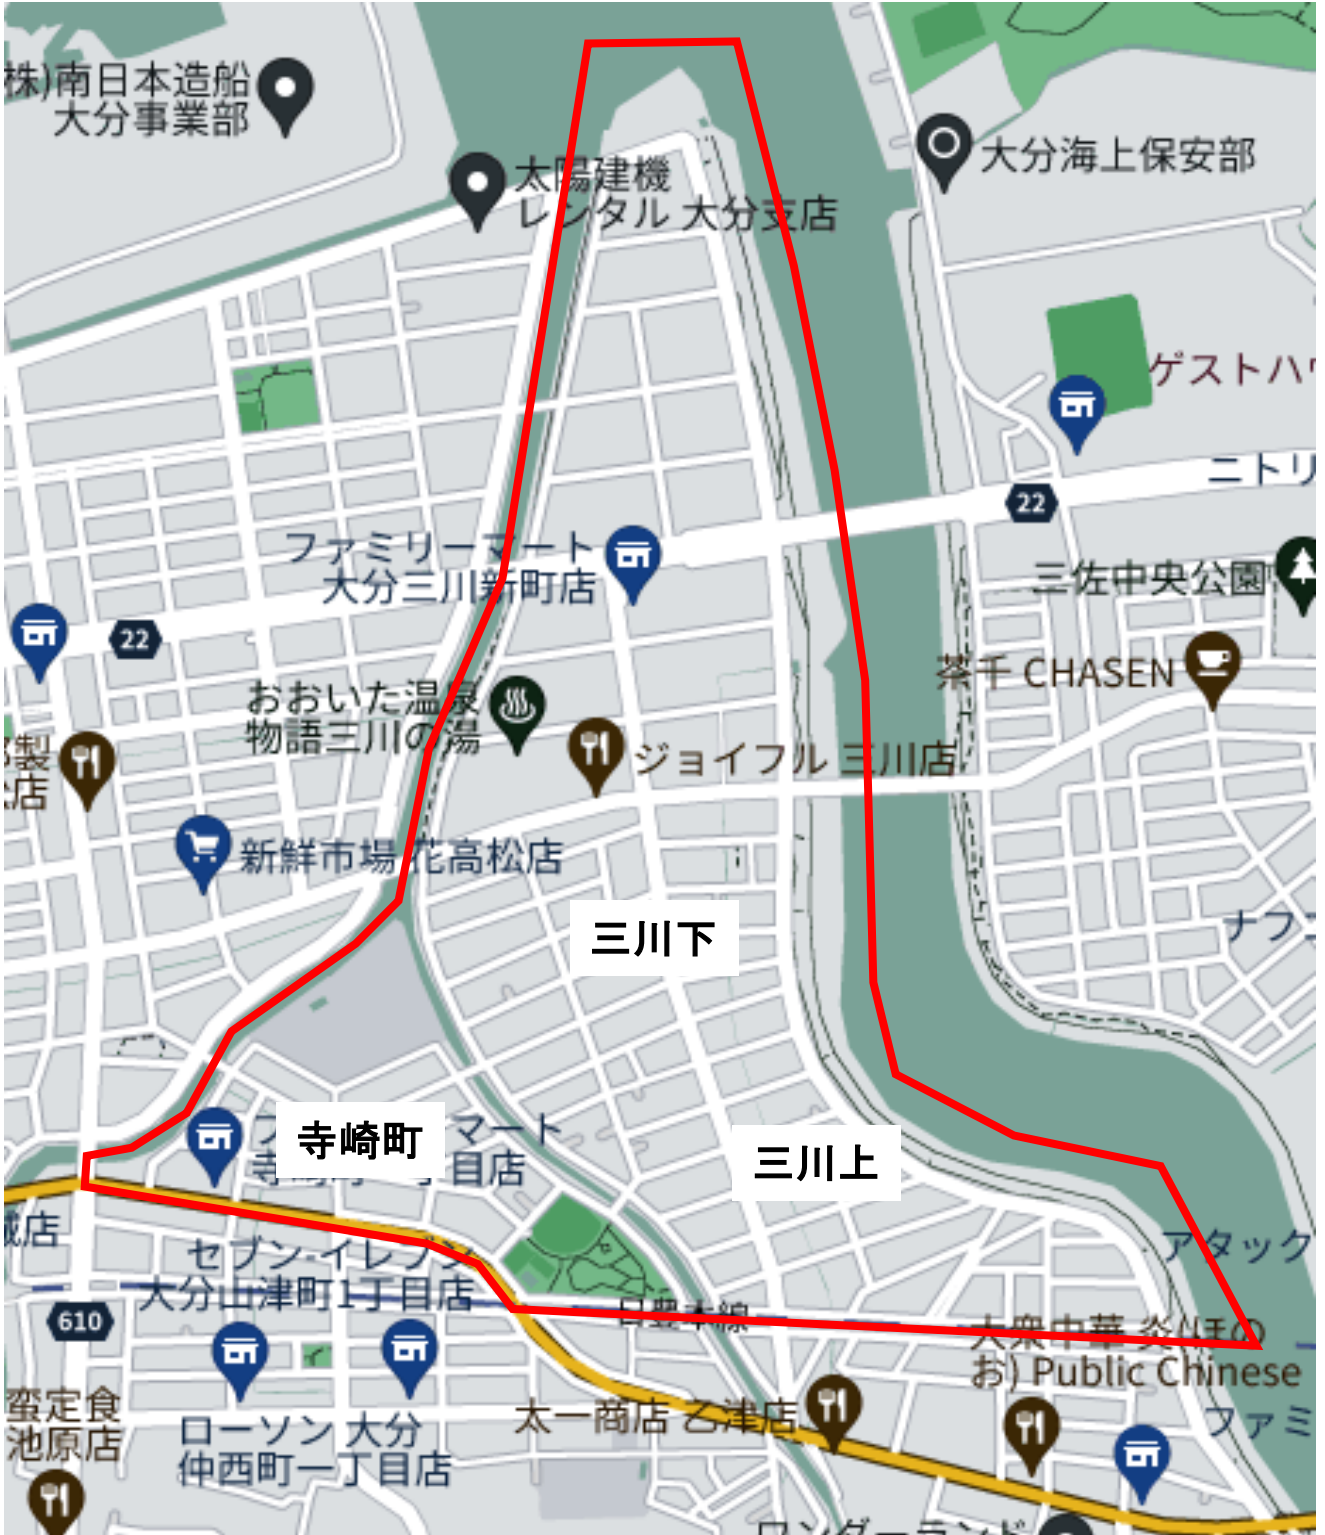 株)南日本造船
大分事業部
太陽建機
レンタル 大分支店
大分海上保安部
ゲストハウ
22
ニトリ
ファミリーマート
大分三川新町店
三佐中央公園
22
茶千 CHASEN
おおいた温泉
物語三川の湯
製
店
ジョイフル 三川店
新鮮市場 花高松店
三川下
ナフコ
寺崎町
マート
目店
三川上
城店
セブン-イレブン
大分山津町1丁目店
アタック
610
日豊本線
大衆中華 炎(ほの
お) Public Chinese
蛮定食
池原店
ローソン 大分
仲西町一丁目店
太一商店 乙津店
ファミ
ワンダーランド